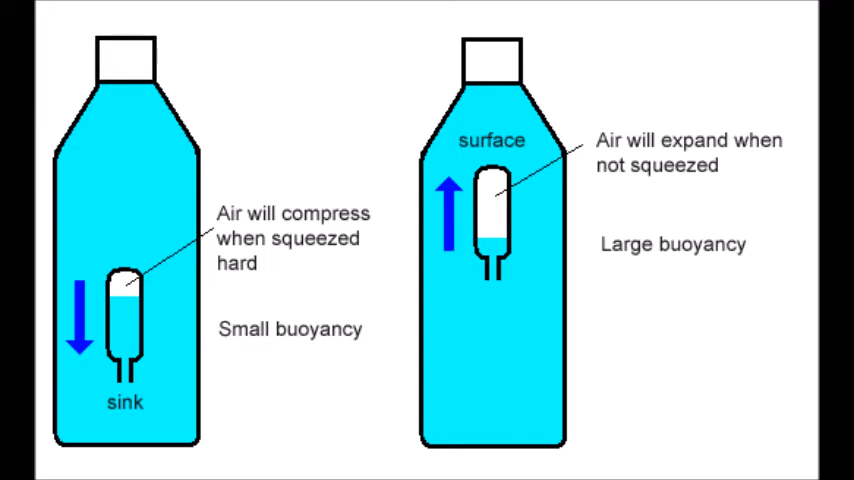 Air will compress
when squeezed
hard
Small buoyancy
sink
surface
Air will expand when
not squeezed
Large buoyancy